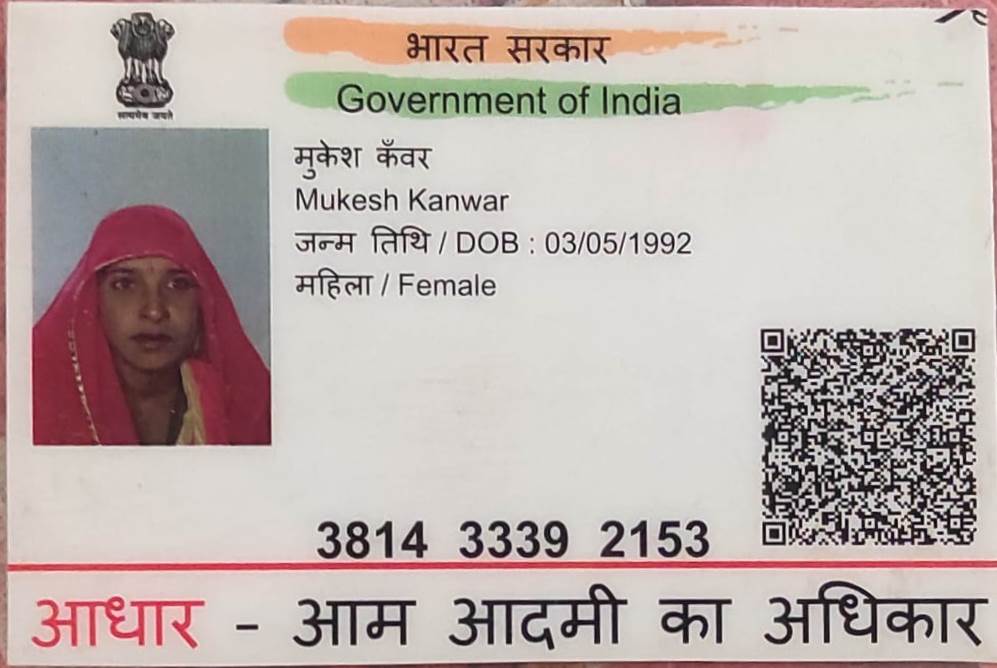 भारत सरकार
Government of India
सत्यमेव जयते
मुकेश कँवर
Mukesh Kanwar
जन्म तिथि / DOB : 03/05/1992
महिला / Female
3814 3339 2153
आधार - आम आदमी का अधिकार